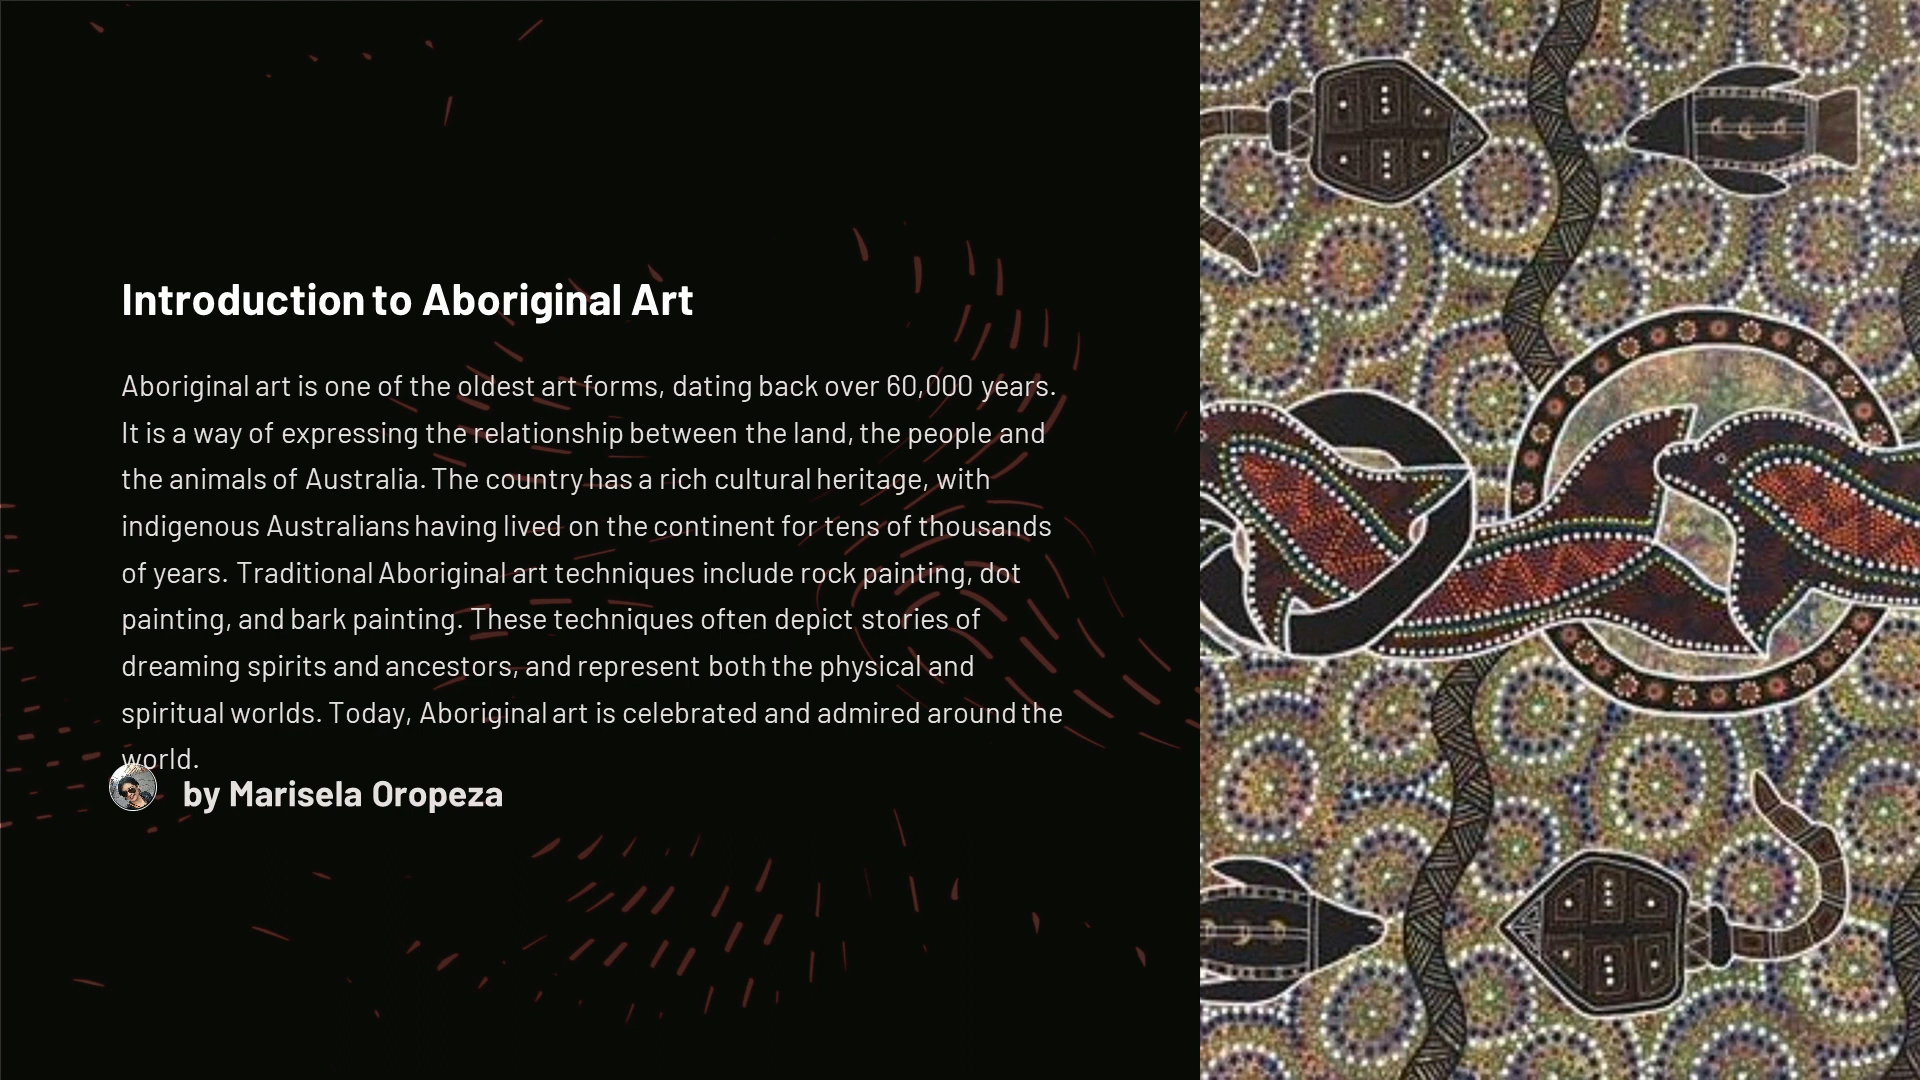 Introduction to Aboriginal Art
Aboriginal art is one of the oldest art forms, dating back over 60,000 years.
It is a way of expressing the relationship between the land, the people and
the animals of Australia. The country has a rich cultural heritage, with
indigenous Australians having lived on the continent for tens of thousands
of years. Traditional Aboriginal art techniques include rock painting, dot
painting, and bark painting. These techniques often depict stories of
dreaming spirits and ancestors, and represent both the physical and
spiritual worlds. Today, Aboriginal art is celebrated and admired around the
world.
by Marisela Oropeza